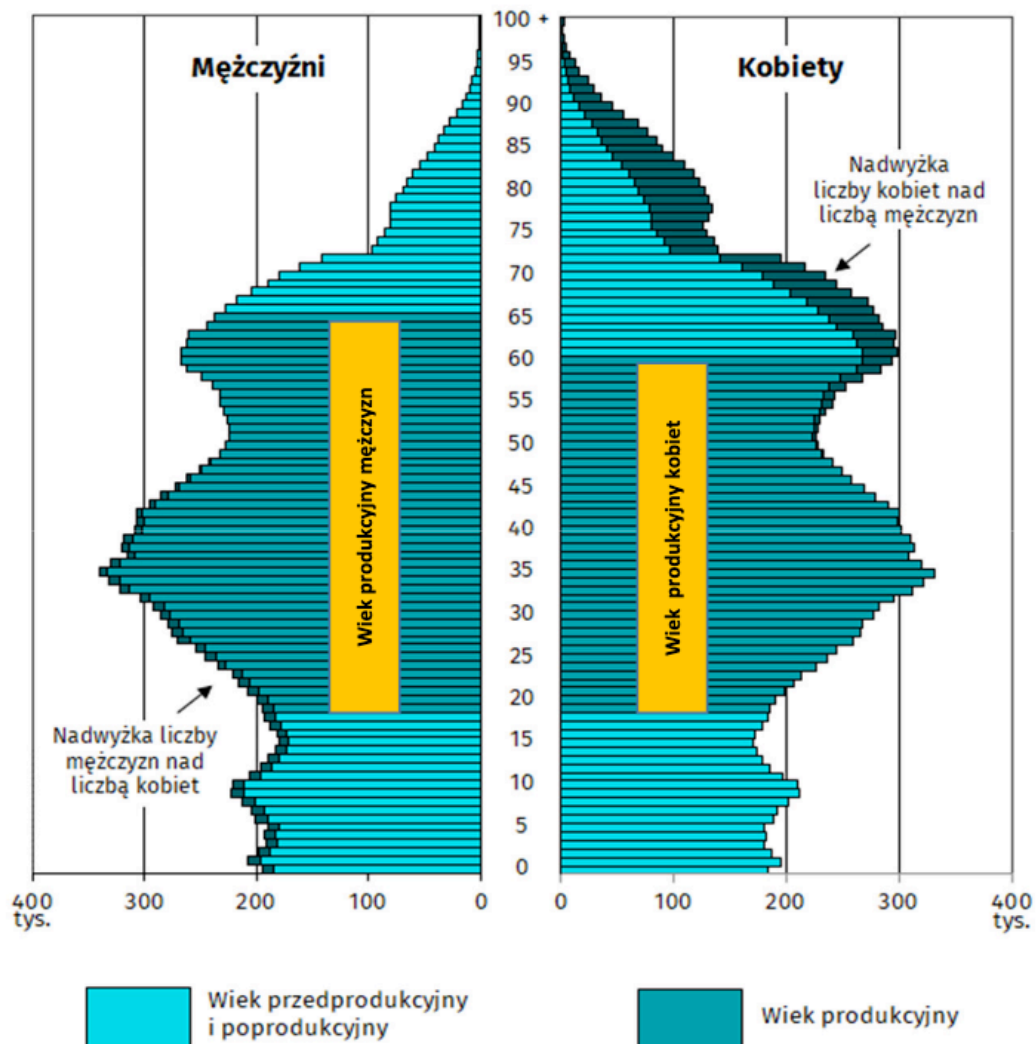 Mężczyźni
Kobiety
100 +
95
90
85
80
75
70
65
60
55
50
45
40
35
30
25
20
15
10
5
0
Nadwyżka
liczby kobiet nad
liczbą mężczyzn
Wiek produkcyjny mężczyzn
Wiek produkcyjny kobiet
Nadwyżka liczby
mężczyzn nad
liczbą kobiet
400 300 200 100 0
tys.
0 100 200 300 400
tys.
Wiek przedprodukcyjny
i poprodukcyjny
Wiek produkcyjny